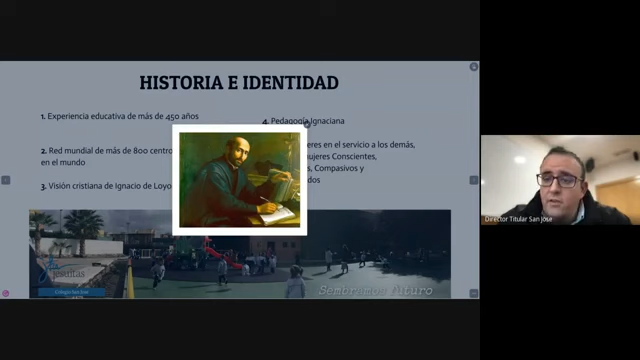 HISTORIA E IDENTIDAD
1. Experiencia educativa de más de 450 años
2. Red mundial de más de 800 centro
en el mundo
3. Visión cristiana de Ignacio de Loyo
4. Pedagogía Ignaciana
eres en el servicio a los demás,
mujeres Conscientes,
s, Compasivos y
dos
jesuitas
Colegio San José
Sembramos Futuro
Director Titular San Jose